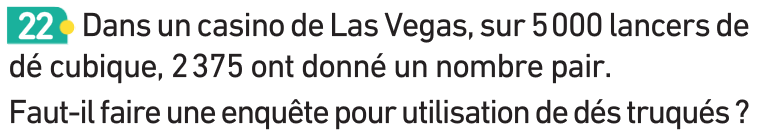 22 Dans un casino de Las Vegas, sur 5 000 lancers de
dé cubique, 2 375 ont donné un nombre pair.
Faut-il faire une enquête pour utilisation de dés truqués ?